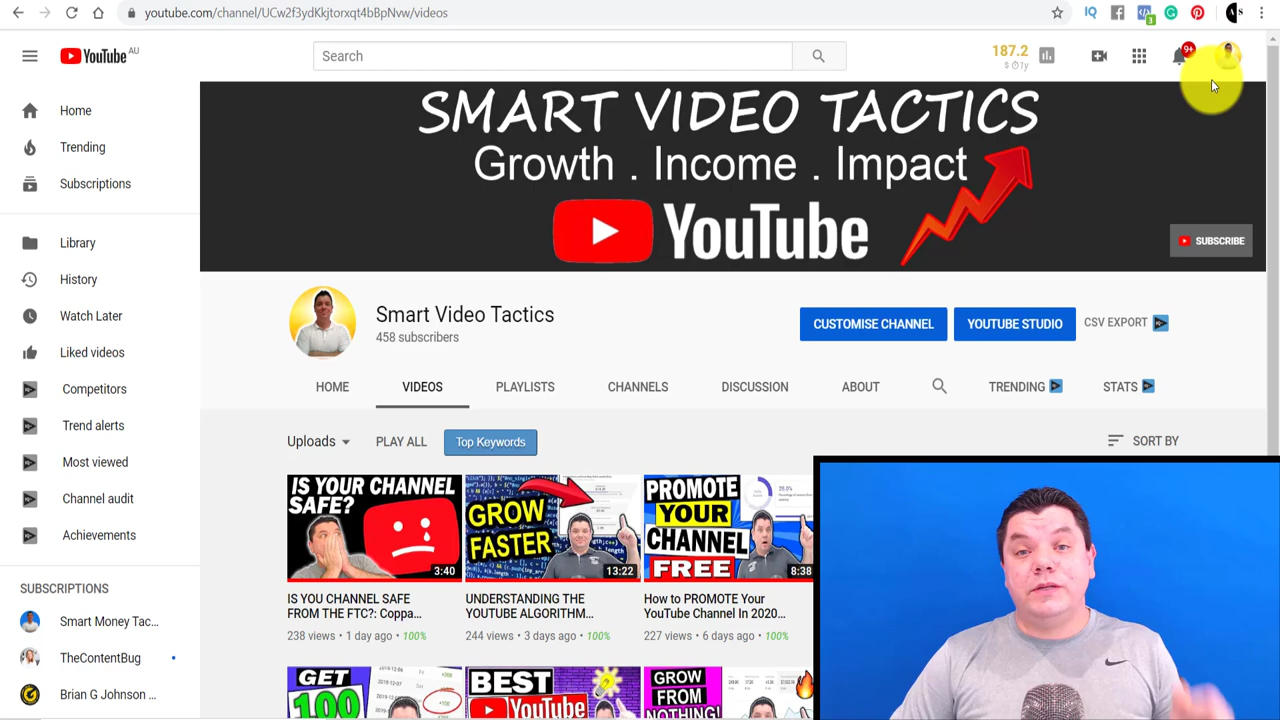 youtube.com/channel/UCw2f3ydKkjtorxqt4bBpNvw/videos
IQ
3
YouTube AU
Search
187.2
$ 1y
9+
Home
Trending
Subscriptions
Library
History
Watch Later
Liked videos
Competitors
Trend alerts
Most viewed
Channel audit
Achievements
SUBSCRIPTIONS
Smart Money Tac...
TheContentBug
Brian G Johnson ...
SMART VIDEO TACTICS
Growth . Income . Impact
YouTube
SUBSCRIBE
Smart Video Tactics
458 subscribers
CUSTOMISE CHANNEL
YOUTUBE STUDIO
CSV EXPORT
HOME
VIDEOS
PLAYLISTS
CHANNELS
DISCUSSION
ABOUT
TRENDING
STATS
Uploads
PLAY ALL
Top Keywords
SORT BY
IS YOUR CHANNEL
SAFE?
3:40
IS YOU CHANNEL SAFE
FROM THE FTC?: Coppa...
238 views • 1 day ago • 100%
GROW
FASTER
13:22
UNDERSTANDING THE
YOUTUBE ALGORITHM...
244 views • 3 days ago • 100%
PROMOTE
YOUR
CHANNEL
FREE
8:38
How to PROMOTE Your
YouTube Channel In 2020...
227 views • 6 days ago • 100%
GET
100
BEST
YouTube
GROW
FROM
NOTHING!